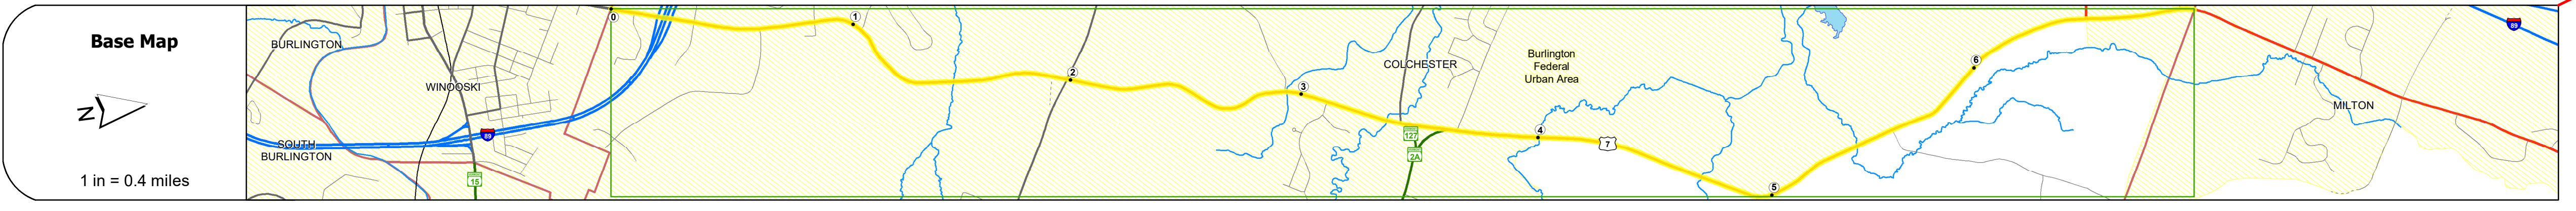 Base Map
N
1 in = 0.4 miles
BURLINGTON
WINOOSKI
SOUTH
BURLINGTON
89
15
0
1
2
3
COLCHESTER
127
2A
Burlington
Federal
Urban Area
4
7
5
6
MILTON
89